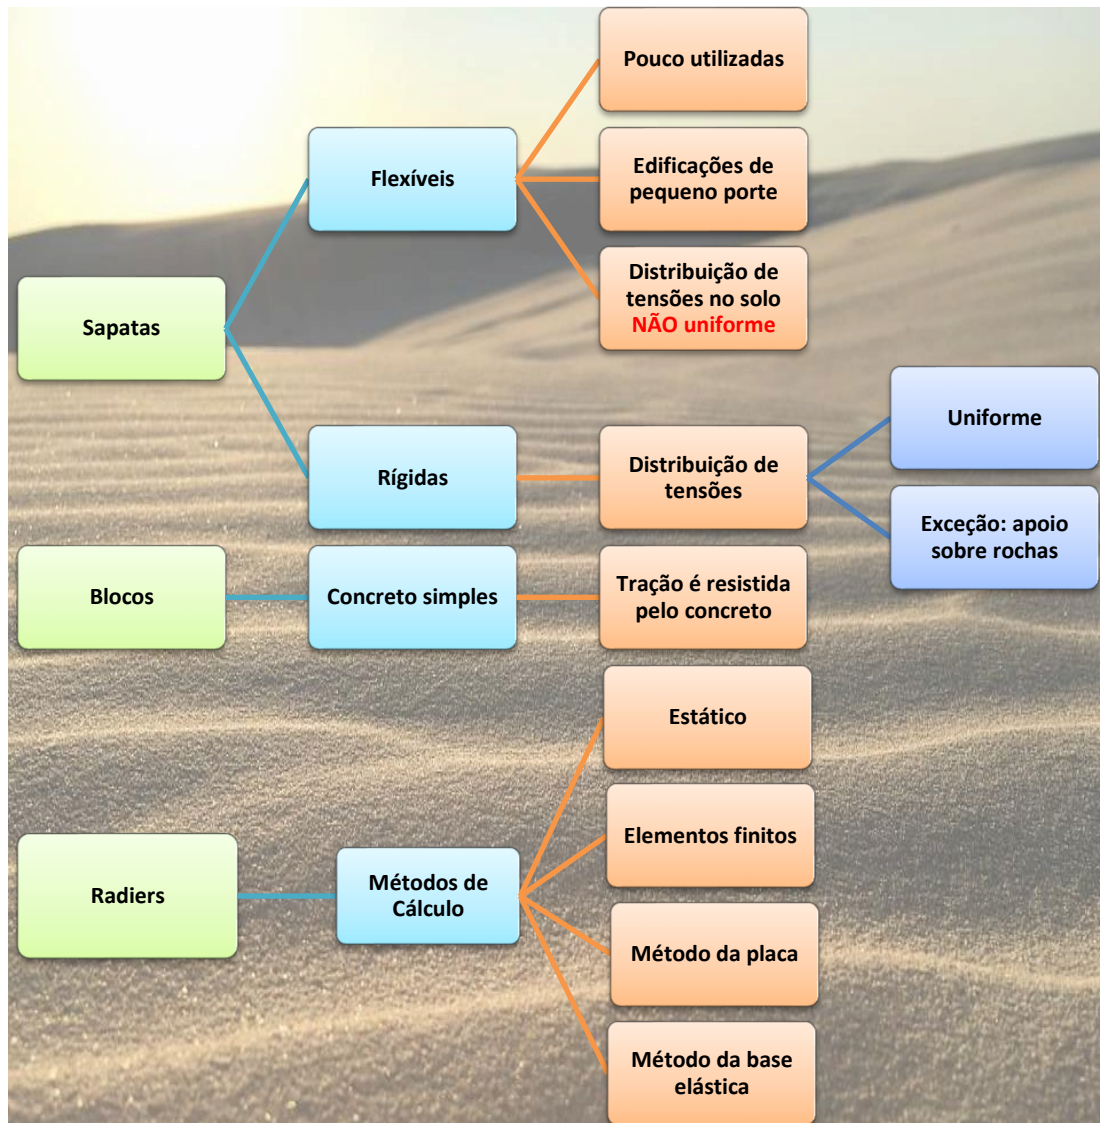 Pouco utilizadas
Flexíveis
Edificações de
pequeno porte
Distribuição de
tensões no solo
NÃO uniforme
Sapatas
Uniforme
Rígidas
Distribuição de
tensões
Exceção: apoio
sobre rochas
Blocos
Concreto simples
Tração é resistida
pelo concreto
Estático
Elementos finitos
Radiers
Métodos de
Cálculo
Método da placa
Método da base
elástica